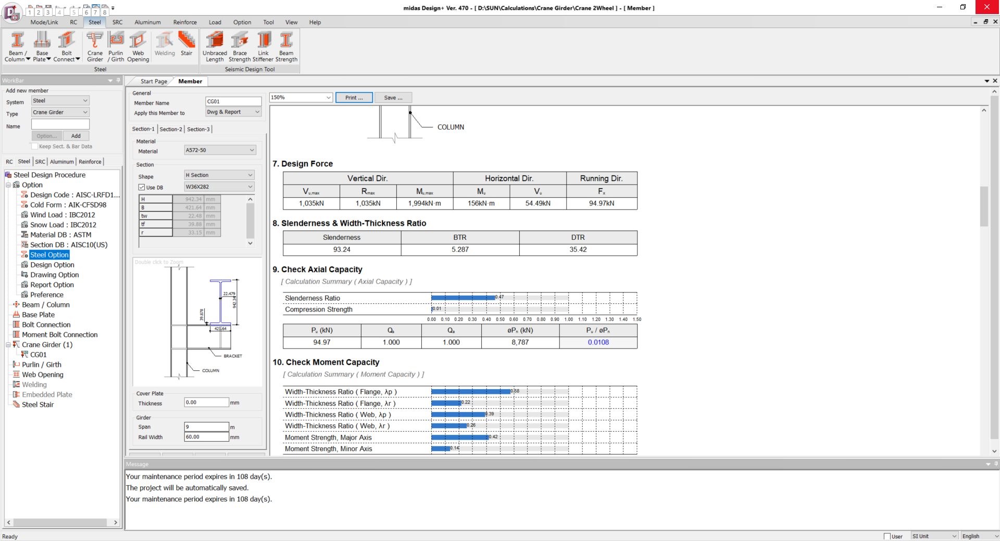 midas Design+ Ver. 470 - [ D:\SUN\Calculations\Crane Girder\Crane 2Wheel ] - [ Member ]
1 2 4 5 6 7 8
Mode/Link RC Steel SRC Aluminum Reinforce Load Option Tool View Help
Beam / Column
Base Plate
Bolt Connect
Crane Girder
Purlin / Girth
Web Opening
Welding
Stair
Unbraced Length
Brace Strength
Link Stiffener
Beam Strength
Steel
Seismic Design Tool
WorkBar
Add new member
System Steel
Type Crane Girder
Name
Option... Add
Keep Sect. & Bar Data
RC Steel SRC Aluminum Reinforce
Steel Design Procedure
Option
Design Code : AISC-LRFD1...
Cold Form : AIK-CFSD98
Wind Load : IBC2012
Snow Load : IBC2012
Material DB : ASTM
Section DB : AISC10(US)
Steel Option
Design Option
Drawing Option
Report Option
Preference
Beam / Column
Base Plate
Bolt Connection
Moment Bolt Connection
Crane Girder (1)
CG01
Purlin / Girth
Web Opening
Welding
Embedded Plate
Steel Stair
Start Page Member
General
Member Name CG01
Apply this Member to Dwg & Report
Section-1 Section-2 Section-3
Material
Material A572-50
Section
Shape H Section
Use DB W36X282
H 942.34 mm
B 421.64 mm
tw 22.48 mm
tf 39.88 mm
r 33.15 mm
Double click to Zoom
22.479
942.34
39.878
421.64
BRACKET
COLUMN
Cover Plate
Thickness 0.00 mm
Girder
Span 9 m
Rail Width 60.00 mm
150% Print ... Save ...
COLUMN
7. Design Force
Vertical Dir. Horizontal Dir. Running Dir.
Vu,max Rmax Mu,max Mu Vu Fx
1,035kN 1,035kN 1,994kN·m 156kN·m 54.49kN 94.97kN
8. Slenderness & Width-Thickness Ratio
Slenderness BTR DTR
93.24 5.287 35.42
9. Check Axial Capacity
[ Calculation Summary ( Axial Capacity ) ]
Slenderness Ratio 0.47
Compression Strength 0.01
0.00 0.10 0.20 0.30 0.40 0.50 0.60 0.70 0.80 0.90 1.00 1.10 1.20 1.30 1.40 1.50
Pu (kN) Qs Qa øPn (kN) Pu / øPn
94.97 1.000 1.000 8,787 0.0108
10. Check Moment Capacity
[ Calculation Summary ( Moment Capacity ) ]
Width-Thickness Ratio ( Flange, λp ) 0.58
Width-Thickness Ratio ( Flange, λr ) 0.22
Width-Thickness Ratio ( Web, λp ) 0.39
Width-Thickness Ratio ( Web, λr ) 0.26
Moment Strength, Major Axis 0.42
Moment Strength, Minor Axis 0.14
Message
Your maintenance period expires in 108 day(s).
The project will be automatically saved.
Your maintenance period expires in 108 day(s).
Ready
User SI Unit English